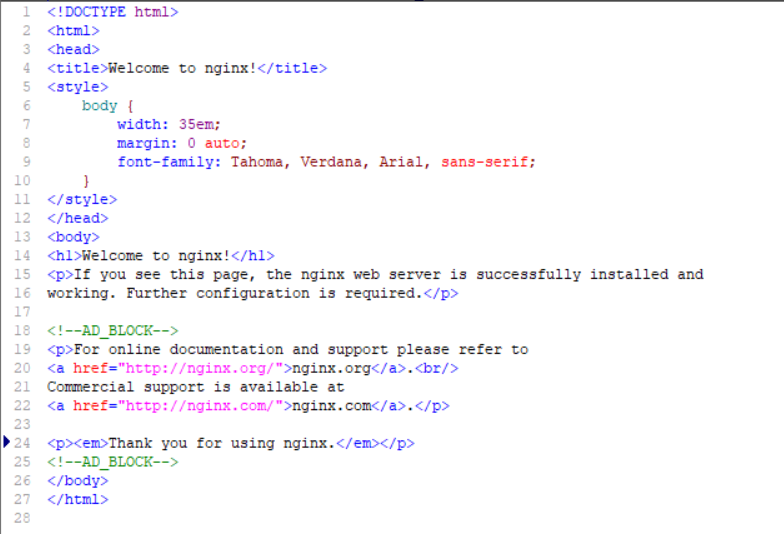 1 <!DOCTYPE html>
2 <html>
3 <head>
4 <title>Welcome to nginx!</title>
5 <style>
6     body {
7         width: 35em;
8         margin: 0 auto;
9         font-family: Tahoma, Verdana, Arial, sans-serif;
10     }
11 </style>
12 </head>
13 <body>
14 <h1>Welcome to nginx!</h1>
15 <p>If you see this page, the nginx web server is successfully installed and
16 working. Further configuration is required.</p>
17
18 <!--AD_BLOCK-->
19 <p>For online documentation and support please refer to
20 <a href="http://nginx.org/">nginx.org</a>.<br/>
21 Commercial support is available at
22 <a href="http://nginx.com/">nginx.com</a>.</p>
23
24 <p><em>Thank you for using nginx.</em></p>
25 <!--AD_BLOCK-->
26 </body>
27 </html>
28